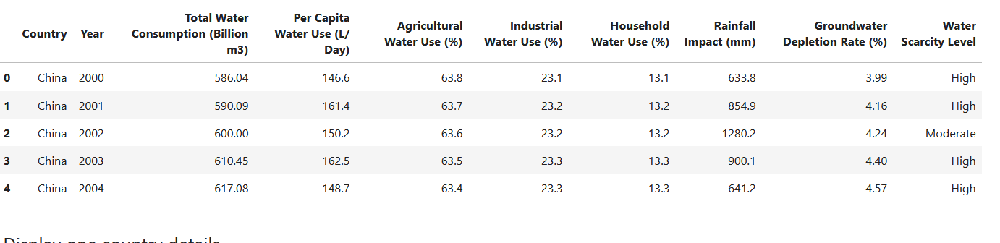 Country Year Total Water Consumption (Billion m3) Per Capita Water Use (L/ Day) Agricultural Water Use (%) Industrial Water Use (%) Household Water Use (%) Rainfall Impact (mm) Groundwater Depletion Rate (%) Water Scarcity Level
0 China 2000 586.04 146.6 63.8 23.1 13.1 633.8 3.99 High
1 China 2001 590.09 161.4 63.7 23.2 13.2 854.9 4.16 High
2 China 2002 600.00 150.2 63.6 23.2 13.2 1280.2 4.24 Moderate
3 China 2003 610.45 162.5 63.5 23.3 13.3 900.1 4.40 High
4 China 2004 617.08 148.7 63.4 23.3 13.3 641.2 4.57 High
Display one country details